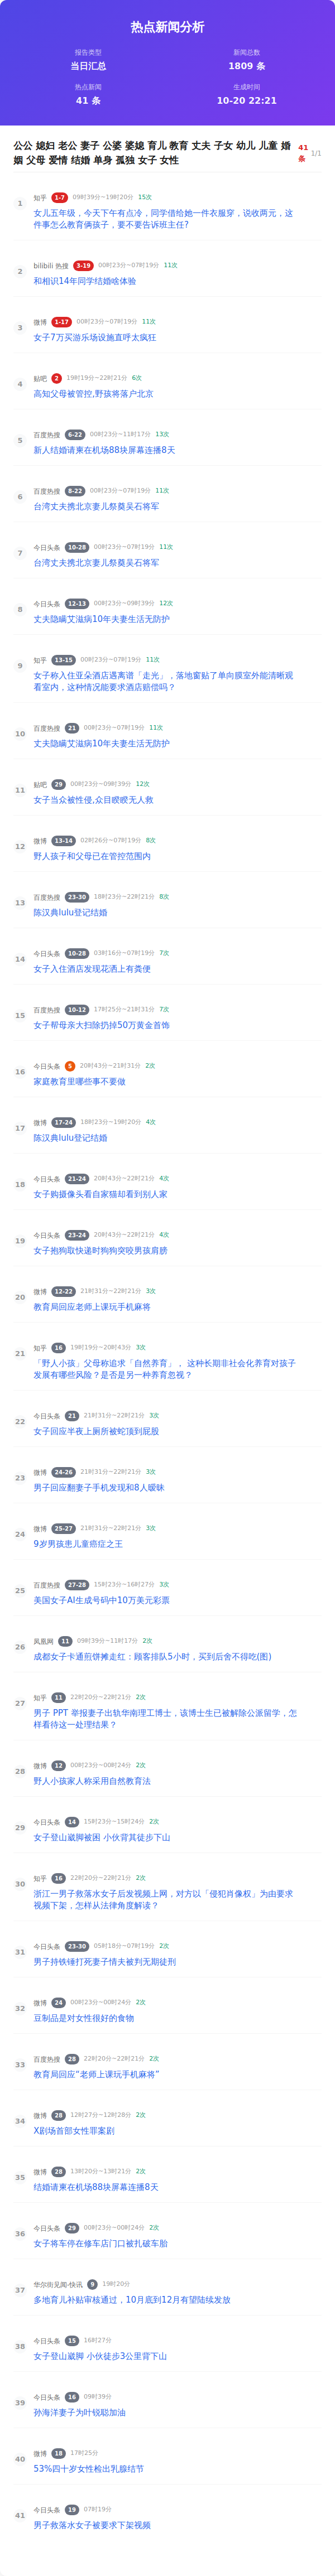 热点新闻分析
报告类型
当日汇总
新闻总数
1809 条
热点新闻
41 条
生成时间
10-20 22:21
公公 媳妇 老公 妻子 公婆 婆媳 育儿 教育 丈夫 子女 幼儿 儿童 婚
姻 父母 爱情 结婚 单身 孤独 女子 女性
41
条
1/1
1
知乎 1-7 09时39分~19时20分 15次
女儿五年级，今天下午有点冷，同学借给她一件衣服穿，说收两元，这
件事怎么教育俩孩子，要不要告诉班主任?
2
bilibili 热搜 3-19 00时23分~07时19分 11次
和相识14年同学结婚啥体验
3
微博 1-17 00时23分~07时19分 11次
女子7万买游乐场设施直呼太疯狂
4
贴吧 2 19时19分~22时21分 6次
高知父母被管控,野孩将落户北京
5
百度热搜 6-22 00时23分~11时17分 13次
新人结婚请柬在机场88块屏幕连播8天
6
百度热搜 8-22 00时23分~07时19分 11次
台湾丈夫携北京妻儿祭奠吴石将军
7
今日头条 10-28 00时23分~07时19分 11次
台湾丈夫携北京妻儿祭奠吴石将军
8
今日头条 12-13 00时23分~09时39分 12次
丈夫隐瞒艾滋病10年夫妻生活无防护
9
知乎 13-15 00时23分~07时19分 11次
女子称入住亚朵酒店遇离谱「走光」，落地窗贴了单向膜室外能清晰观
看室内，这种情况能要求酒店赔偿吗？
10
百度热搜 21 00时23分~07时19分 11次
丈夫隐瞒艾滋病10年夫妻生活无防护
11
贴吧 29 00时23分~09时39分 12次
女子当众被性侵,众目睽睽无人救
12
微博 13-14 02时26分~07时19分 8次
野人孩子和父母已在管控范围内
13
百度热搜 23-30 18时23分~22时21分 8次
陈汉典lulu登记结婚
14
今日头条 10-28 03时16分~07时19分 7次
女子入住酒店发现花洒上有粪便
15
百度热搜 10-12 17时25分~21时31分 7次
女子帮母亲大扫除扔掉50万黄金首饰
16
今日头条 5 20时43分~21时31分 2次
家庭教育里哪些事不要做
17
微博 17-24 18时23分~19时20分 4次
陈汉典lulu登记结婚
18
今日头条 21-24 20时43分~22时21分 4次
女子购摄像头看自家猫却看到别人家
19
今日头条 23-24 20时43分~22时21分 4次
女子抱狗取快递时狗狗突咬男孩肩膀
20
微博 12-22 21时31分~22时21分 3次
教育局回应老师上课玩手机麻将
21
知乎 16 19时19分~20时43分 3次
「野人小孩」父母称追求「自然养育」， 这种长期非社会化养育对孩子
发展有哪些风险？是否是另一种养育忽视？
22
今日头条 21 21时31分~22时21分 3次
女子回应半夜上厕所被蛇顶到屁股
23
微博 24-26 21时31分~22时21分 3次
男子回应翻妻子手机发现和8人暧昧
24
微博 25-27 21时31分~22时21分 3次
9岁男孩患儿童癌症之王
25
百度热搜 27-28 15时23分~16时27分 3次
美国女子AI生成号码中10万美元彩票
26
凤凰网 11 09时39分~11时17分 2次
成都女子卡通煎饼摊走红：顾客排队5小时，买到后舍不得吃(图)
27
知乎 11 22时20分~22时21分 2次
男子 PPT 举报妻子出轨华南理工博士，该博士生已被解除公派留学，怎
样看待这一处理结果？
28
微博 12 00时23分~00时24分 2次
野人小孩家人称采用自然教育法
29
今日头条 14 15时23分~15时24分 2次
女子登山崴脚被困 小伙背其徒步下山
30
知乎 16 22时20分~22时21分 2次
浙江一男子救落水女子后发视频上网，对方以「侵犯肖像权」为由要求
视频下架，怎样从法律角度解读？
31
今日头条 23-30 05时18分~07时19分 2次
男子持铁锤打死妻子情夫被判无期徒刑
32
微博 24 00时23分~00时24分 2次
豆制品是对女性很好的食物
33
百度热搜 28 22时20分~22时21分 2次
教育局回应“老师上课玩手机麻将”
34
微博 28 12时27分~12时28分 2次
X剧场首部女性罪案剧
35
微博 28 13时20分~13时21分 2次
结婚请柬在机场88块屏幕连播8天
36
今日头条 29 00时23分~00时24分 2次
女子将车停在修车店门口被扎破车胎
37
华尔街见闻-快讯 9 19时20分
多地育儿补贴审核通过，10月底到12月有望陆续发放
38
今日头条 15 16时27分
女子登山崴脚 小伙徒步3公里背下山
39
今日头条 16 09时39分
孙海洋妻子为叶锐聪加油
40
微博 18 17时25分
53%四十岁女性检出乳腺结节
41
今日头条 19 07时19分
男子救落水女子被要求下架视频